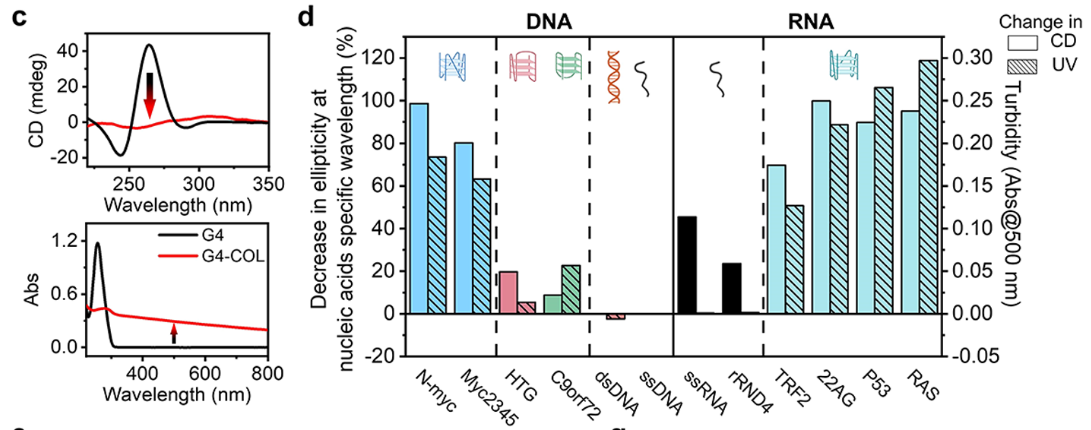 c
CD (mdeg)
40
20
0
-20
250
300
350
Wavelength (nm)
Abs
1.2
0.6
0.0
G4
G4-COL
400
600
800
Wavelength (nm)
d
DNA
RNA
Change in
CD
UV
Decrease in ellipticity at
nucleic acids specific wavelength (%)
120
100
80
60
40
20
0
-20
0.30
0.25
0.20
0.15
0.10
0.05
0.00
-0.05
Turbidity (Abs@500 nm)
N-myc
Myc2345
HTG
C9orf72
dsDNA
ssDNA
ssRNA
rRND4
TRF2
22AG
P53
RAS